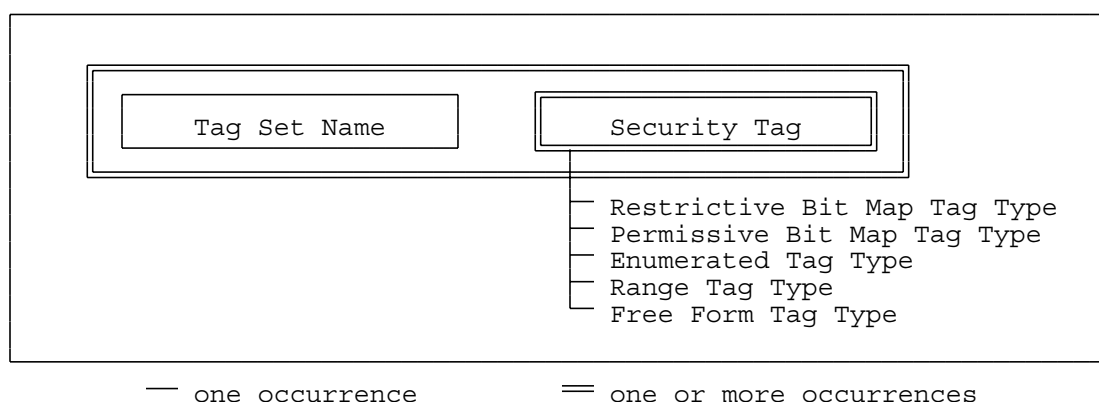 Tag Set Name Security Tag
Restrictive Bit Map Tag Type
Permissive Bit Map Tag Type
Enumerated Tag Type
Range Tag Type
Free Form Tag Type
one occurrence one or more occurrences